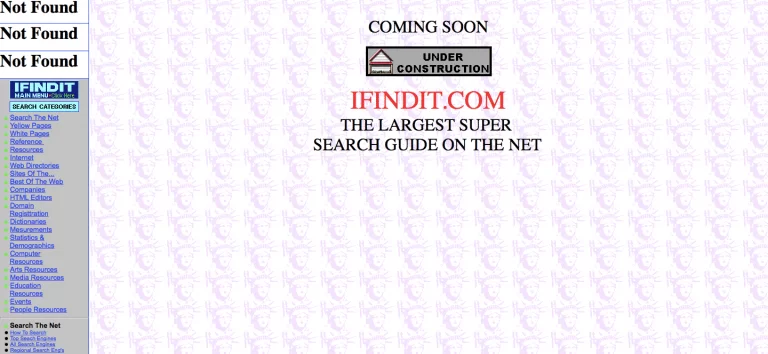 Not Found
Not Found
Not Found
IFINDIT
MAIN MENU-Click Here
SEARCH CATEGORIES
Search The Net
Yellow Pages
White Pages
Reference
Resources
Internet
Web Directories
Sites Of The...
Best Of The Web
Companies
HTML Editors
Domain
Registration
Dictionaries
Mesurements
Statistics &
Demographics
Computer
Resources
Arts Resources
Media Resources
Education
Resources
Events
People Resources
Search The Net
How To Search
Top Search Engines
All Search Engines
Regional Search Eng's
COMING SOON
UNDER
CONSTRUCTION
IFINDIT.COM
THE LARGEST SUPER
SEARCH GUIDE ON THE NET